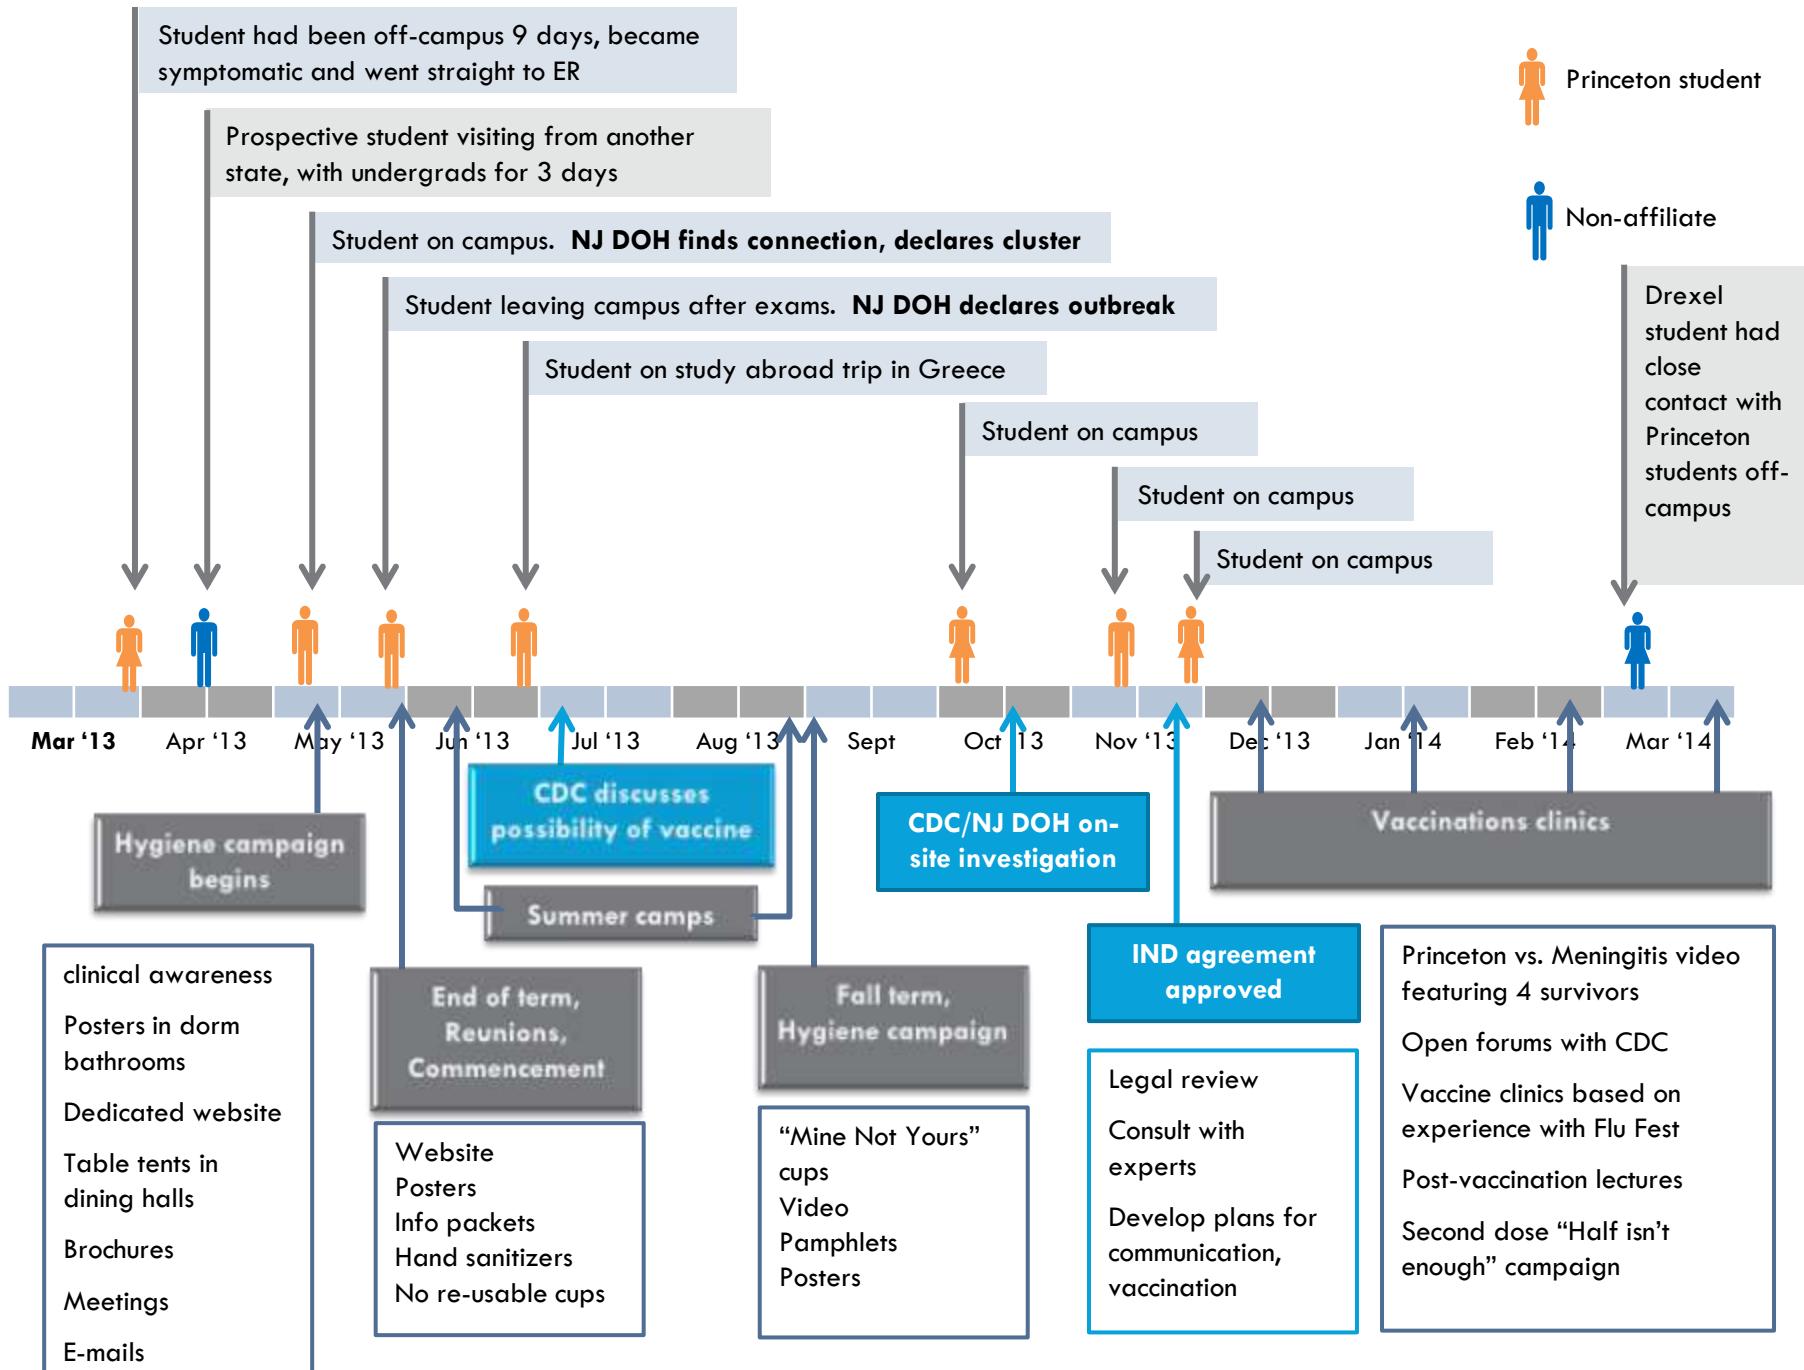 Student had been off-campus 9 days, became
symptomatic and went straight to ER
Princeton student
Prospective student visiting from another
state, with undergrads for 3 days
Non-affiliate
Student on campus.  NJ DOH finds connection, declares cluster
Student leaving campus after exams.  NJ DOH declares outbreak
Student on study abroad trip in Greece
Student on campus
Student on campus
Student on campus
Drexel
student had
close
contact with
Princeton
students off-
campus
Mar ‘13
Apr ‘13
May ‘13
Jun ‘13
Jul ‘13
Aug ‘13
Sept
Oct ‘13
Nov ‘13
Dec ‘13
Jan ‘14
Feb ‘14
Mar ‘14
Hygiene campaign
begins
CDC discusses
possibility of vaccine
Summer camps
CDC/NJ DOH on-
site investigation
Vaccinations clinics
End of term,
Reunions,
Commencement
Fall term,
Hygiene campaign
IND agreement
approved
clinical awareness
Posters in dorm
bathrooms
Dedicated website
Table tents in
dining halls
Brochures
Meetings
E-mails
Website
Posters
Info packets
Hand sanitizers
No re-usable cups
“Mine Not Yours”
cups
Video
Pamphlets
Posters
Legal review
Consult with
experts
Develop plans for
communication,
vaccination
Princeton vs. Meningitis video
featuring 4 survivors
Open forums with CDC
Vaccine clinics based on
experience with Flu Fest
Post-vaccination lectures
Second dose “Half isn’t
enough” campaign